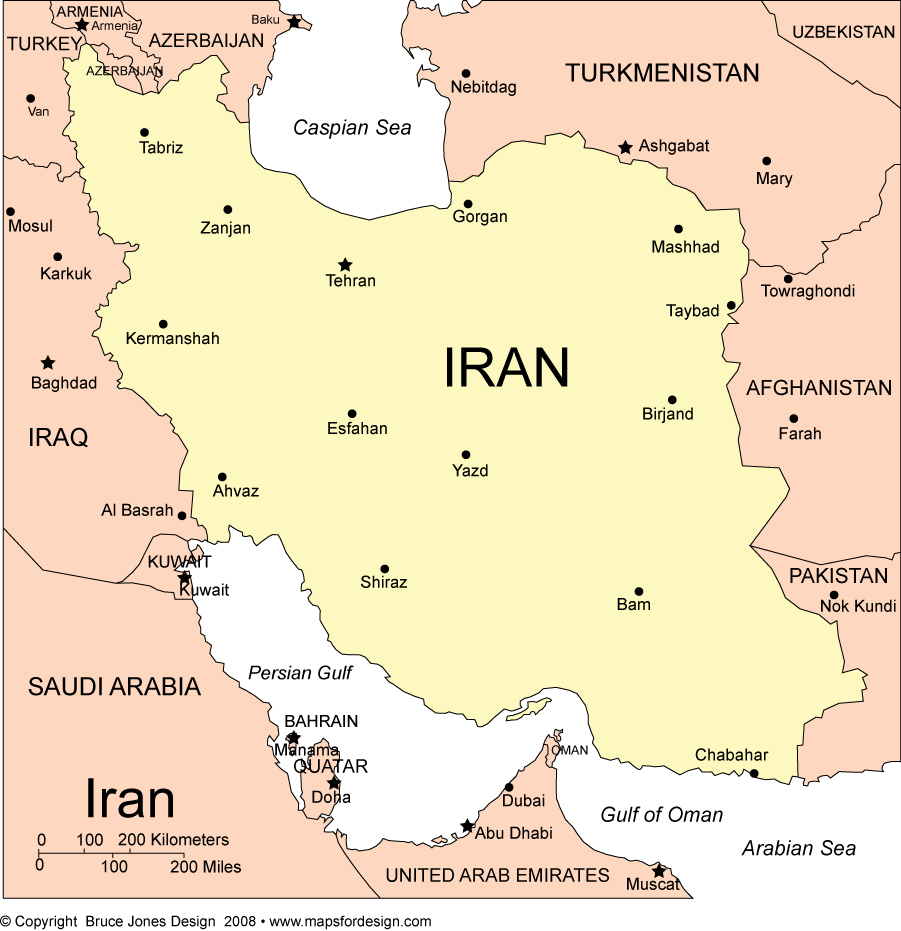 ARMENIA
Armenia
Baku
TURKEY
AZERBAIJAN
AZERBAIJAN
UZBEKISTAN
TURKMENISTAN
Nebitdag
Van
Caspian Sea
Tabriz
Ashgabat
Mary
Mosul
Zanjan
Gorgan
Mashhad
Karkuk
Tehran
Towraghondi
Taybad
Kermanshah
IRAN
Baghdad
AFGHANISTAN
Birjand
Esfahan
Farah
IRAQ
Yazd
Ahvaz
Al Basrah
KUWAIT
Kuwait
Shiraz
PAKISTAN
Bam
Nok Kundi
Persian Gulf
SAUDI ARABIA
BAHRAIN
Manama
QUATAR
OMAN
Chabahar
Doha
Dubai
Iran
Gulf of Oman
Abu Dhabi
0 100 200 Kilometers
0 100 200 Miles
Arabian Sea
UNITED ARAB EMIRATES
Muscat
© Copyright Bruce Jones Design 2008 • www.mapsfordesign.com